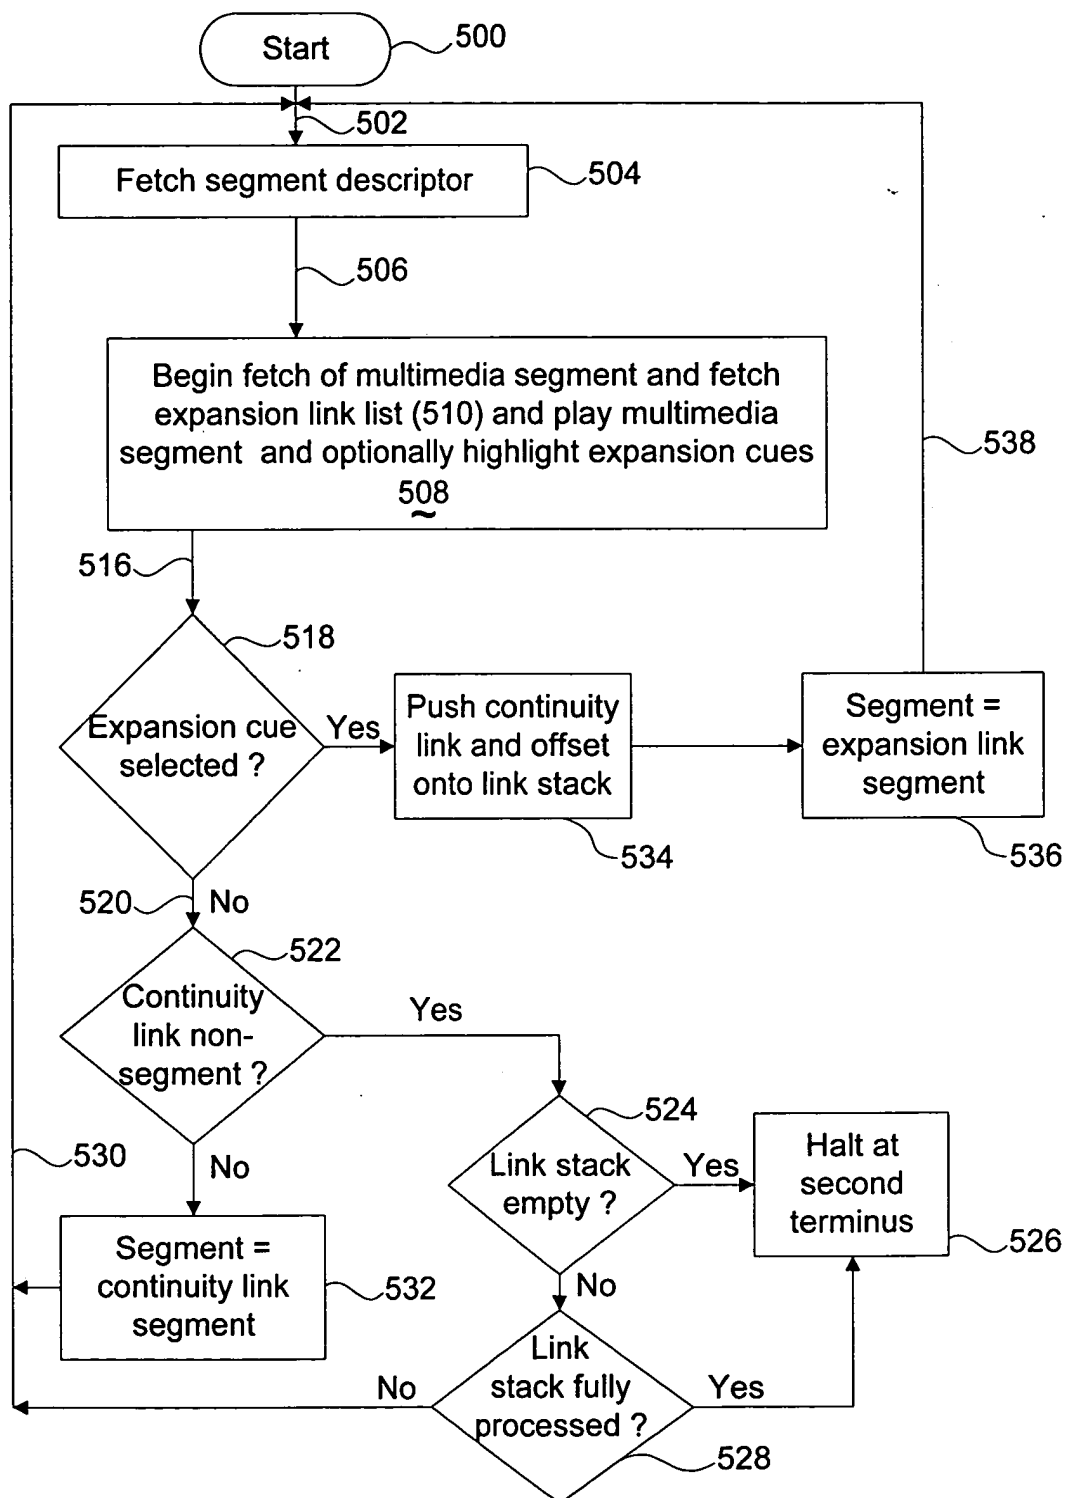 Start
500
502
Fetch segment descriptor
504
506
Begin fetch of multimedia segment and fetch
expansion link list (510) and play multimedia
segment and optionally highlight expansion cues
508
538
516
518
Expansion cue
selected ?
Yes
Push continuity
link and offset
onto link stack
534
Segment =
expansion link
segment
536
520
No
522
Continuity
link non-
segment ?
Yes
524
Link stack
empty ?
Yes
Halt at
second
terminus
526
530
No
Segment =
continuity link
segment
532
No
Link
stack fully
processed ?
No
Yes
528